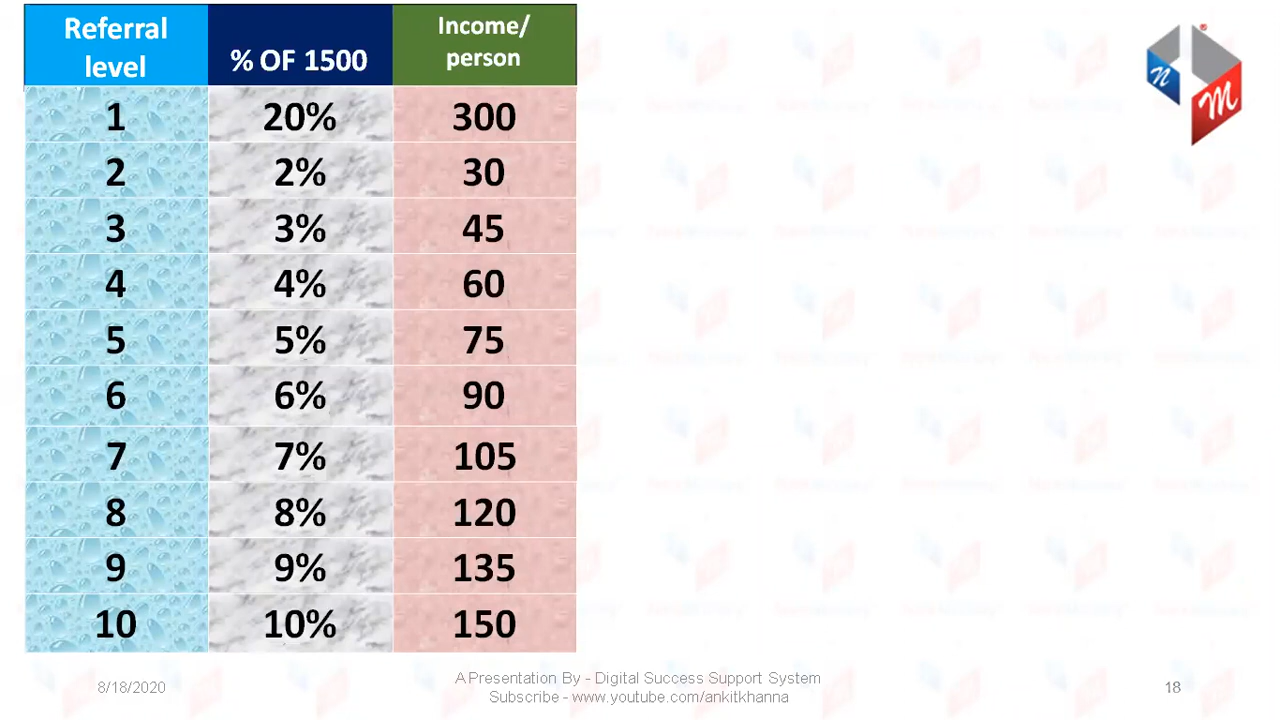 Referral level % OF 1500 Income/ person
1 20% 300
2 2% 30
3 3% 45
4 4% 60
5 5% 75
6 6% 90
7 7% 105
8 8% 120
9 9% 135
10 10% 150
n M
8/18/2020
A Presentation By - Digital Success Support System
Subscribe - www.youtube.com/ankitkhanna
18